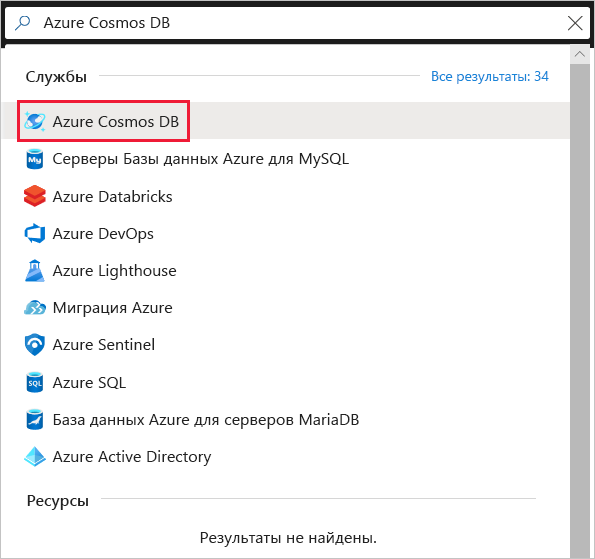 Azure Cosmos DB
Службы
Все результаты: 34
Azure Cosmos DB
My
Серверы Базы данных Azure для MySQL
Azure Databricks
Azure DevOps
Azure Lighthouse
Миграция Azure
Azure Sentinel
SQL
Azure SQL
База данных Azure для серверов MariaDB
Azure Active Directory
Ресурсы
Результаты не найдены.